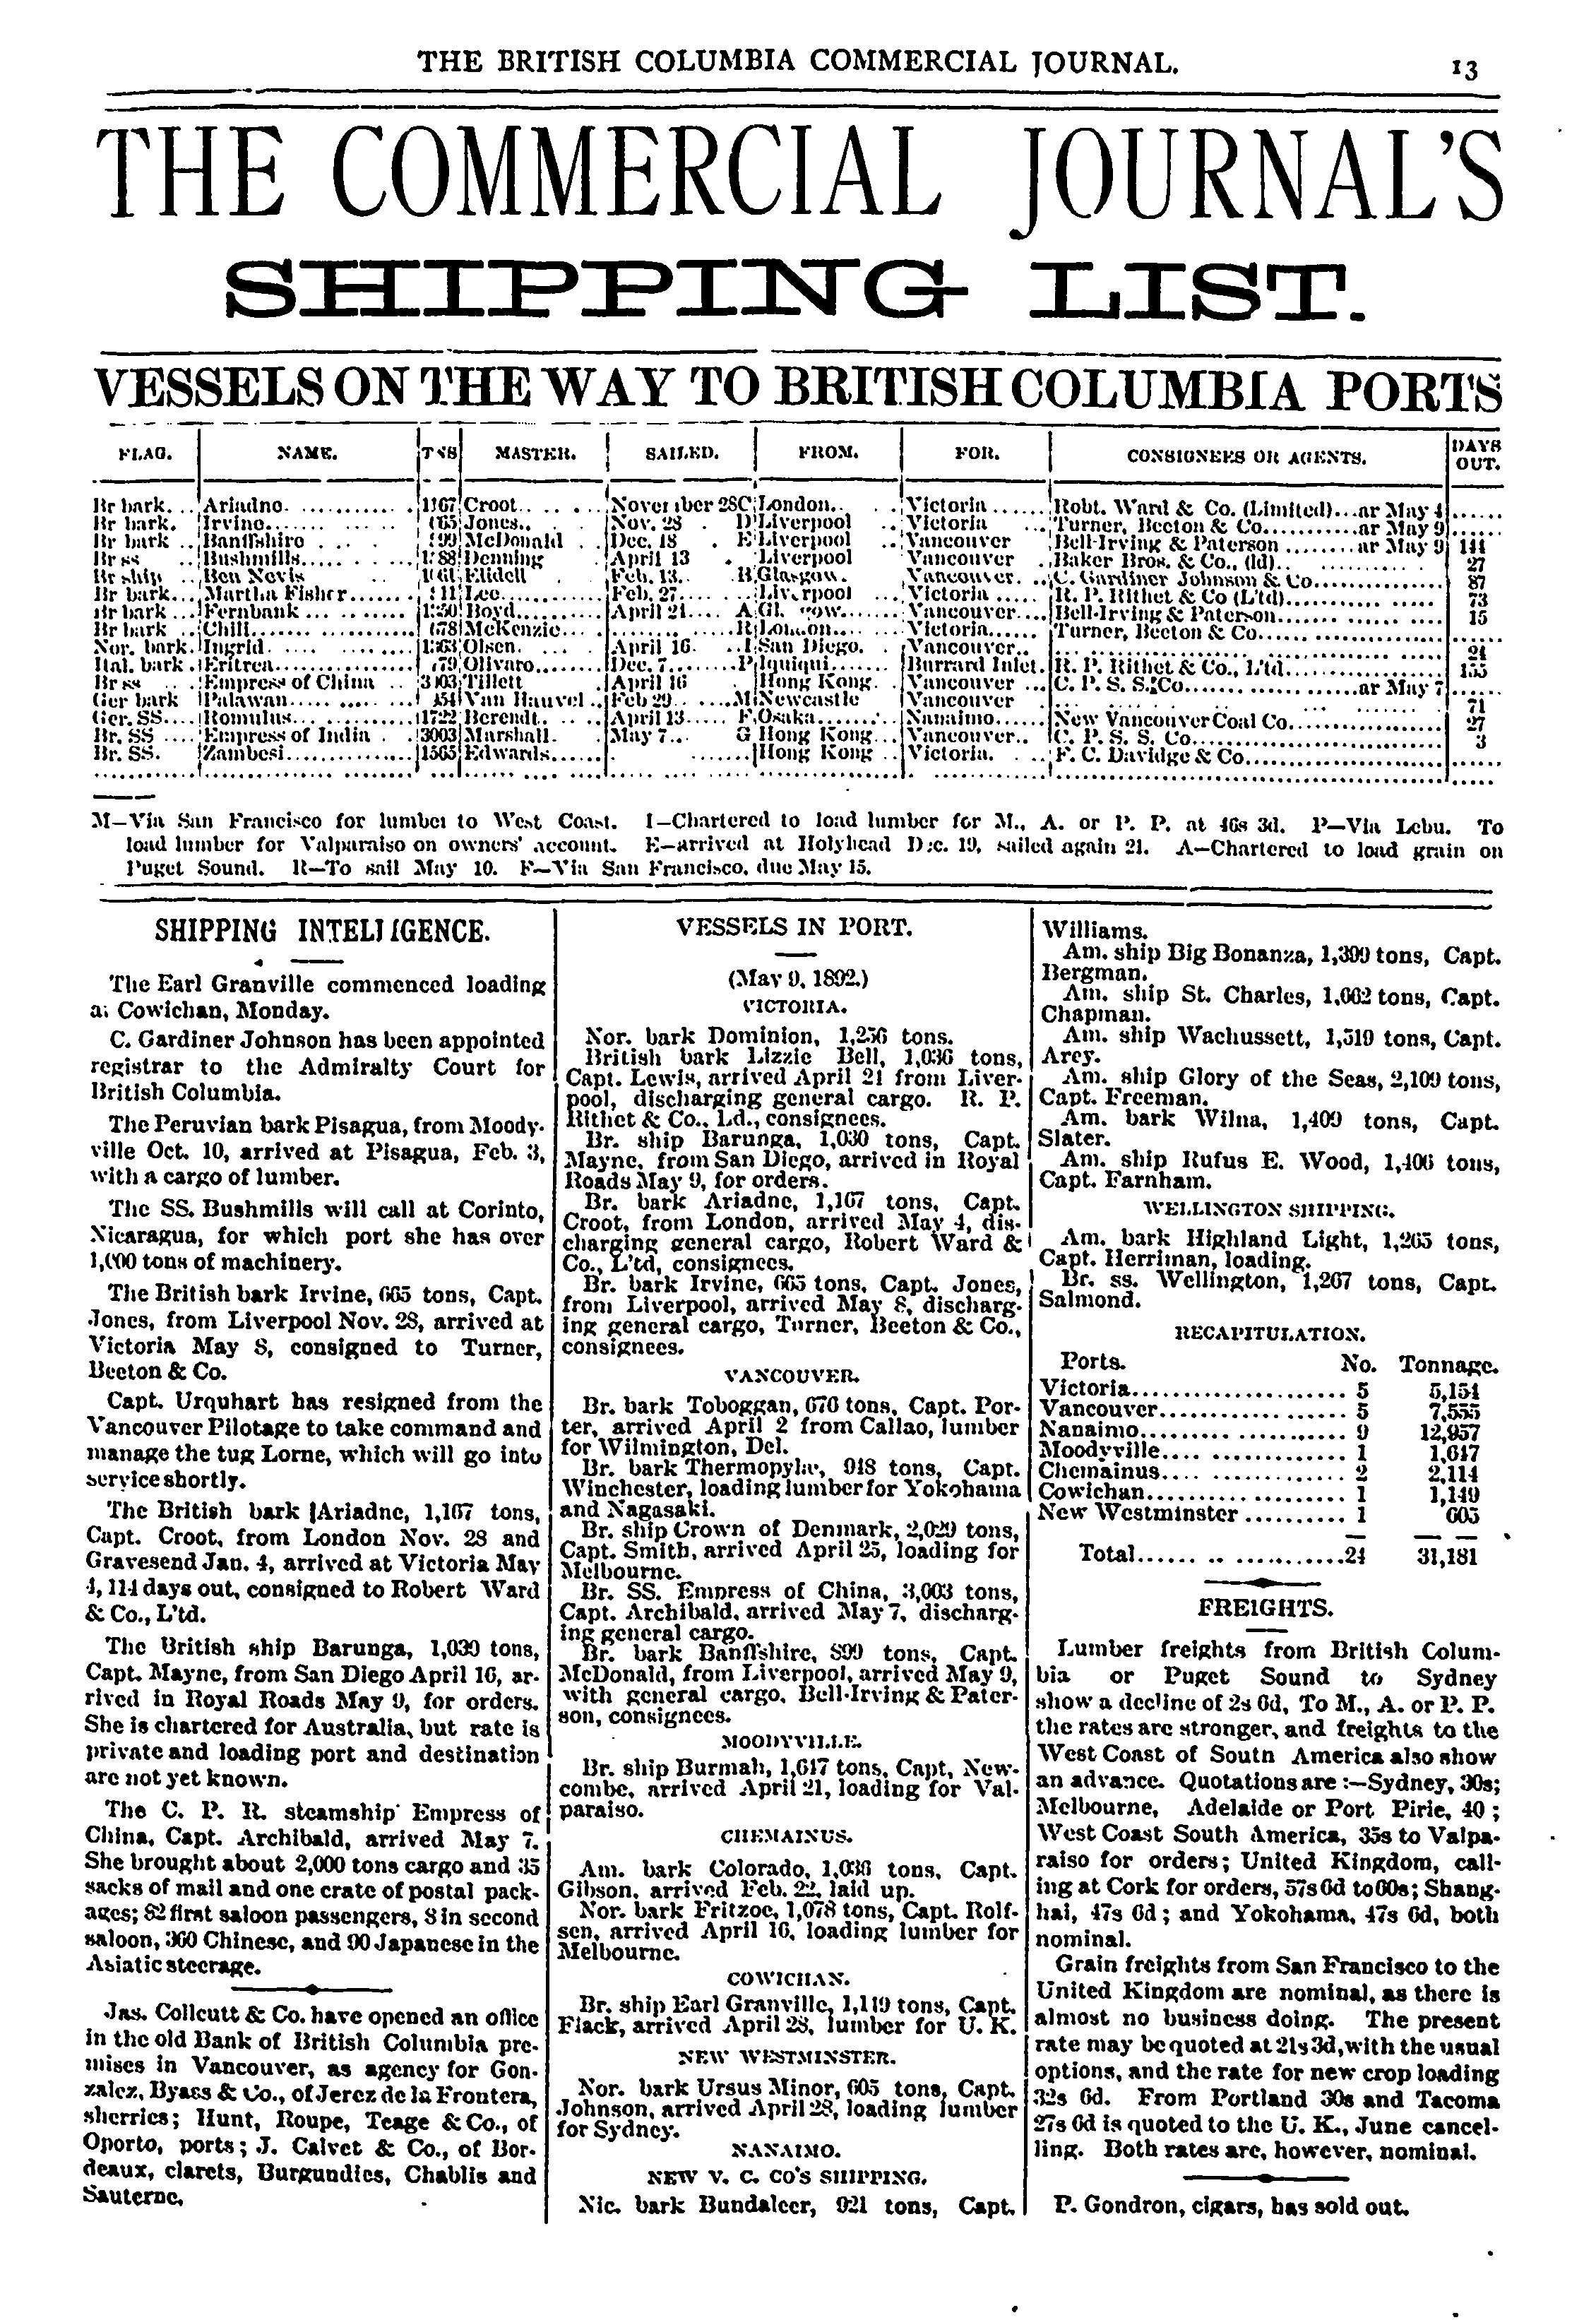 THE BRITISH COLUMBIA COMMERCIAL JOURNAL. 13
THE COMMERCIAL JOURNAL'S
SHIPPING LIST.
VESSELS ON THE WAY TO BRITISH COLUMBIA PORTS
FLAG. NAME. TNS MASTER. SAILED. FROM. FOR. CONSIGNEES OR AGENTS. DAYS OUT.
Br bark... Ariadne 1167 Croot November 28 C London Victoria Robt. Ward & Co. (Limited)...ar May 4
Br bark. Irvine 665 Jones Nov. 28 D Liverpool Victoria Turner, Beeton & Co. ar May 9
Br bark Banffshire 899 McDonald Dec. 18 E Liverpool Vancouver Bell-Irving & Paterson ar May 9 144
Br ss Bushmills Denning April 13 Liverpool Vancouver Baker Bros. & Co., (ld) 27
Br ship Ben Nevis Feb. 13. B Glasgow. Vancouver. C. Gardiner Johnson & Co 87
Br bark... Martha Fisher Lee Feb. 27 Liverpool Victoria R. P. Rithet & Co (L'td) 73
Br bark Fernbank Boyd April 24 A Vancouver Bell-Irving & Paterson 15
Br bark Chili McKenzie R London Victoria Turner, Beeton & Co
Nor. bark. Ingrid Olsen. April 16 I San Diego. Vancouver 24
Ital. bark. Eritrea Olivaro Dec. 7 P Iquiqui Burrard Inlet. R. P. Rithet & Co., L'td 155
Br ss Empress of China 3003 Tillett April 16 Hong Kong. Vancouver C. P. S. S. Co ar May 7
Ger bark Palawan Van Hauvel Feb 29 M Newcastle Vancouver 71
Ger. SS Romulus 1722 Berendt April 13 F Osaka Nanaimo New Vancouver Coal Co 27
Br. SS Empress of India 3003 Marshall. May 7 G Hong Kong Vancouver C. P. S. S. Co 3
Br. SS. Zambesi 1565 Edwards Hong Kong Victoria. F. C. Davidge & Co
M—Via San Francisco for lumber to West Coast. I—Chartered to load lumber for M., A. or P. P. at 46s 3d. P—Via Lebu. To
load lumber for Valparaiso on owners' account. E—arrived at Holyhead Dec. 19, sailed again 21. A—Chartered to load grain on
Puget Sound. R—To sail May 10. F—Via San Francisco, due May 15.
SHIPPING INTELLIGENCE.
The Earl Granville commenced loading
at Cowichan, Monday.
C. Gardiner Johnson has been appointed
registrar to the Admiralty Court for
British Columbia.
The Peruvian bark Pisagua, from Moody-
ville Oct. 10, arrived at Pisagua, Feb. 3,
with a cargo of lumber.
The SS. Bushmills will call at Corinto,
Nicaragua, for which port she has over
1,000 tons of machinery.
The British bark Irvine, 665 tons, Capt.
Jones, from Liverpool Nov. 28, arrived at
Victoria May 8, consigned to Turner,
Beeton & Co.
Capt. Urquhart has resigned from the
Vancouver Pilotage to take command and
manage the tug Lorne, which will go into
service shortly.
The British bark Ariadne, 1,167 tons,
Capt. Croot, from London Nov. 28 and
Gravesend Jan. 4, arrived at Victoria May
4, 114 days out, consigned to Robert Ward
& Co., L'td.
The British ship Barunga, 1,030 tons,
Capt. Mayne, from San Diego April 16, ar-
rived in Royal Roads May 9, for orders.
She is chartered for Australia, but rate is
private and loading port and destination
are not yet known.
The C. P. R. steamship Empress of
China, Capt. Archibald, arrived May 7.
She brought about 2,000 tons cargo and 35
sacks of mail and one crate of postal pack-
ages; 82 first saloon passengers, 8 in second
saloon, 360 Chinese, and 90 Japanese in the
Asiatic steerage.
Jas. Collcutt & Co. have opened an office
in the old Bank of British Columbia pre-
mises in Vancouver, as agency for Gon-
zalez, Byass & Co., of Jerez de la Frontera,
sherries; Hunt, Roupe, Teage & Co., of
Oporto, ports; J. Calvet & Co., of Bor-
deaux, clarets, Burgundies, Chablis and
Sauterne.
VESSELS IN PORT.
(May 9, 1892.)
VICTORIA.
Nor. bark Dominion, 1,256 tons.
British bark Lizzie Bell, 1,036 tons,
Capt. Lewis, arrived April 21 from Liver-
pool, discharging general cargo. R. P.
Rithet & Co., Ld., consignees.
Br. ship Barunga, 1,030 tons, Capt.
Mayne, from San Diego, arrived in Royal
Roads May 9, for orders.
Br. bark Ariadne, 1,167 tons, Capt.
Croot, from London, arrived May 4, dis-
charging general cargo, Robert Ward &
Co., L'td, consignees.
Br. bark Irvine, 665 tons, Capt. Jones,
from Liverpool, arrived May 8, discharg-
ing general cargo, Turner, Beeton & Co.,
consignees.
VANCOUVER.
Br. bark Toboggan, 676 tons, Capt. Por-
ter, arrived April 2 from Callao, lumber
for Wilmington, Del.
Br. bark Thermopylæ, 948 tons, Capt.
Winchester, loading lumber for Yokohama
and Nagasaki.
Br. ship Crown of Denmark, 2,029 tons,
Capt. Smith, arrived April 25, loading for
Melbourne.
Br. SS. Empress of China, 3,003 tons,
Capt. Archibald, arrived May 7, discharg-
ing general cargo.
Br. bark Banffshire, 899 tons, Capt.
McDonald, from Liverpool, arrived May 9,
with general cargo. Bell-Irving & Pater-
son, consignees.
MOODYVILLE.
Br. ship Burmah, 1,647 tons, Capt, New-
combe, arrived April 21, loading for Val-
paraiso.
CHEMAINUS.
Am. bark Colorado, 1,036 tons, Capt.
Gibson, arrived Feb. 22, laid up.
Nor. bark Fritzoe, 1,078 tons, Capt. Rolf-
sen, arrived April 16, loading lumber for
Melbourne.
COWICHAN.
Br. ship Earl Granville, 1,149 tons, Capt.
Flack, arrived April 28, lumber for U. K.
NEW WESTMINSTER.
Nor. bark Ursus Minor, 605 tons, Capt.
Johnson, arrived April 28, loading lumber
for Sydney.
NANAIMO.
NEW V. C. CO'S SHIPPING.
Nic. bark Bundaleer, 921 tons, Capt.
Williams.
Am. ship Big Bonanza, 1,399 tons, Capt.
Bergman.
Am. ship St. Charles, 1,662 tons, Capt.
Chapman.
Am. ship Wachussett, 1,519 tons, Capt.
Arey.
Am. ship Glory of the Seas, 2,109 tons,
Capt. Freeman.
Am. bark Wilna, 1,409 tons, Capt.
Slater.
Am. ship Rufus E. Wood, 1,406 tons,
Capt. Farnham.
WELLINGTON SHIPPING.
Am. bark Highland Light, 1,265 tons,
Capt. Herriman, loading.
Br. ss. Wellington, 1,267 tons, Capt.
Salmond.
RECAPITULATION.
Ports. No. Tonnage.
Victoria 5 5,154
Vancouver 5 7,555
Nanaimo 9 12,957
Moodyville 1 1,647
Chemainus 2 2,114
Cowichan 1 1,149
New Westminster 1 605
Total 24 31,181
FREIGHTS.
Lumber freights from British Colum-
bia or Puget Sound to Sydney
show a decline of 2s 6d, To M., A. or P. P.
the rates are stronger, and freights to the
West Coast of South America also show
an advance. Quotations are :—Sydney, 30s;
Melbourne, Adelaide or Port Pirie, 40 ;
West Coast South America, 35s to Valpa-
raiso for orders; United Kingdom, call-
ing at Cork for orders, 57s 6d to 60s; Shang-
hai, 47s 6d ; and Yokohama, 47s 6d, both
nominal.
Grain freights from San Francisco to the
United Kingdom are nominal, as there is
almost no business doing. The present
rate may be quoted at 21s 3d, with the usual
options, and the rate for new crop loading
32s 6d. From Portland 30s and Tacoma
27s 6d is quoted to the U. K., June cancel-
ling. Both rates are, however, nominal.
P. Gondron, cigars, has sold out.